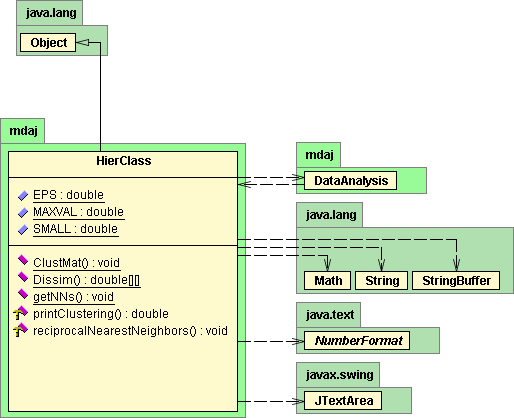 java.lang
Object
mdaj
HierClass
EPS : double
MAXVAL : double
SMALL : double
ClustMat() : void
Dissim() : double[][]
getNNs() : void
printClustering() : double
reciprocalNearestNeighbors() : void
mdaj
DataAnalysis
java.lang
Math String StringBuffer
java.text
NumberFormat
javax.swing
JTextArea